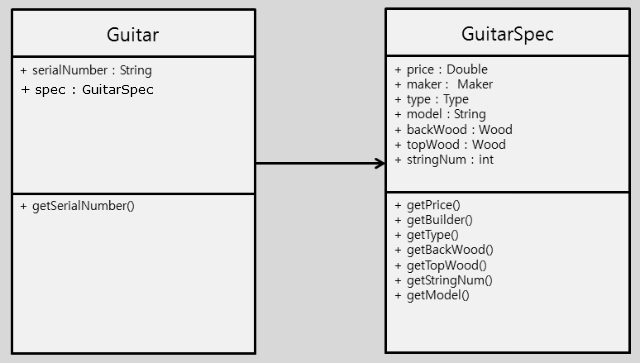 Guitar
+ serialNumber : String
+ spec : GuitarSpec
+ getSerialNumber()
GuitarSpec
+ price : Double
+ maker : Maker
+ type : Type
+ model : String
+ backWood : Wood
+ topWood : Wood
+ stringNum : int
+ getPrice()
+ getBuilder()
+ getType()
+ getBackWood()
+ getTopWood()
+ getStringNum()
+ getModel()